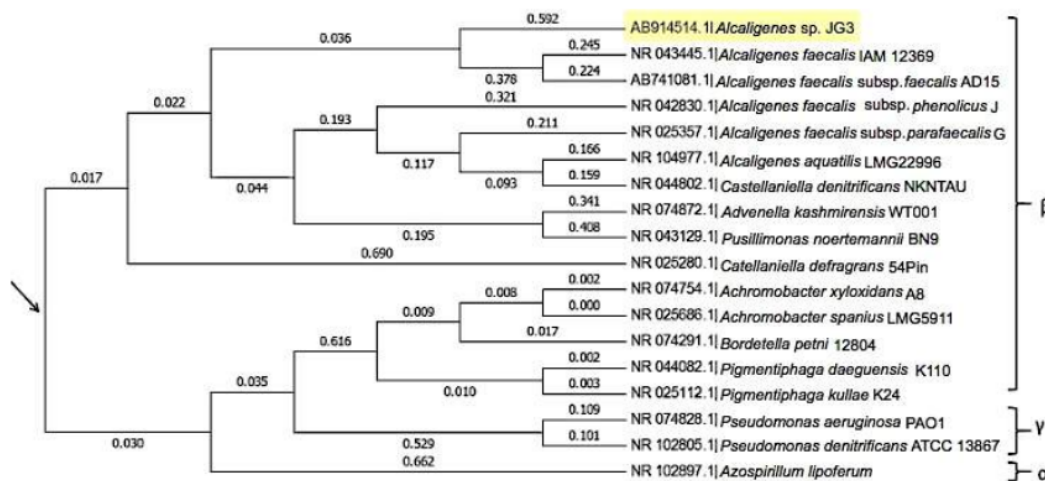 0.592
AB914514.1| Alcaligenes sp. JG3
0.036
0.245
NR 043445.1| Alcaligenes faecalis IAM 12369
0.378
0.224
AB741081.1| Alcaligenes faecalis subsp. faecalis AD15
0.022
0.321
NR 042830.1| Alcaligenes faecalis subsp. phenolicus J
0.193
0.211
NR 025357.1| Alcaligenes faecalis subsp. parafaecalis G
0.117
0.166
NR 104977.1| Alcaligenes aquatilis LMG22996
0.044
0.093
0.159
NR 044802.1| Castellaniella denitrificans NKNTAU
0.017
0.341
NR 074872.1| Advenella kashmirensis WT001
β
0.195
0.408
NR 043129.1| Pusillimonas noertemannii BN9
0.690
NR 025280.1| Catellaniella defragrans 54Pin
0.002
NR 074754.1| Achromobacter xyloxidans A8
0.008
0.000
NR 025686.1| Achromobacter spanius LMG5911
0.009
0.017
NR 074291.1| Bordetella petni 12804
0.616
0.002
NR 044082.1| Pigmentiphaga daeguensis K110
0.010
0.003
NR 025112.1| Pigmentiphaga kullae K24
0.035
0.109
NR 074828.1| Pseudomonas aeruginosa PAO1
γ
0.030
0.529
0.101
NR 102805.1| Pseudomonas denitrificans ATCC 13867
0.662
NR 102897.1| Azospirillum lipoferum